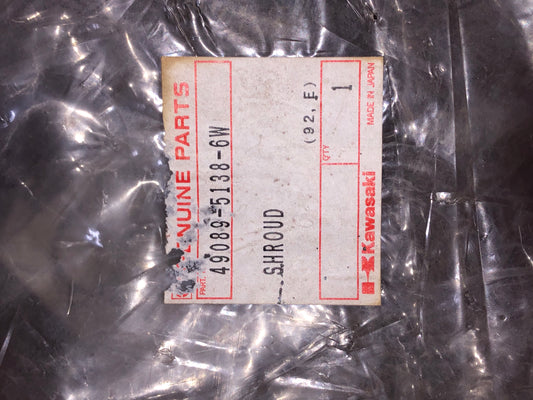 GENUINE PARTS
PART.
49089-5138-6W
SHROUD
(92, E)
QTY
1
Kawasaki
MADE IN JAPAN